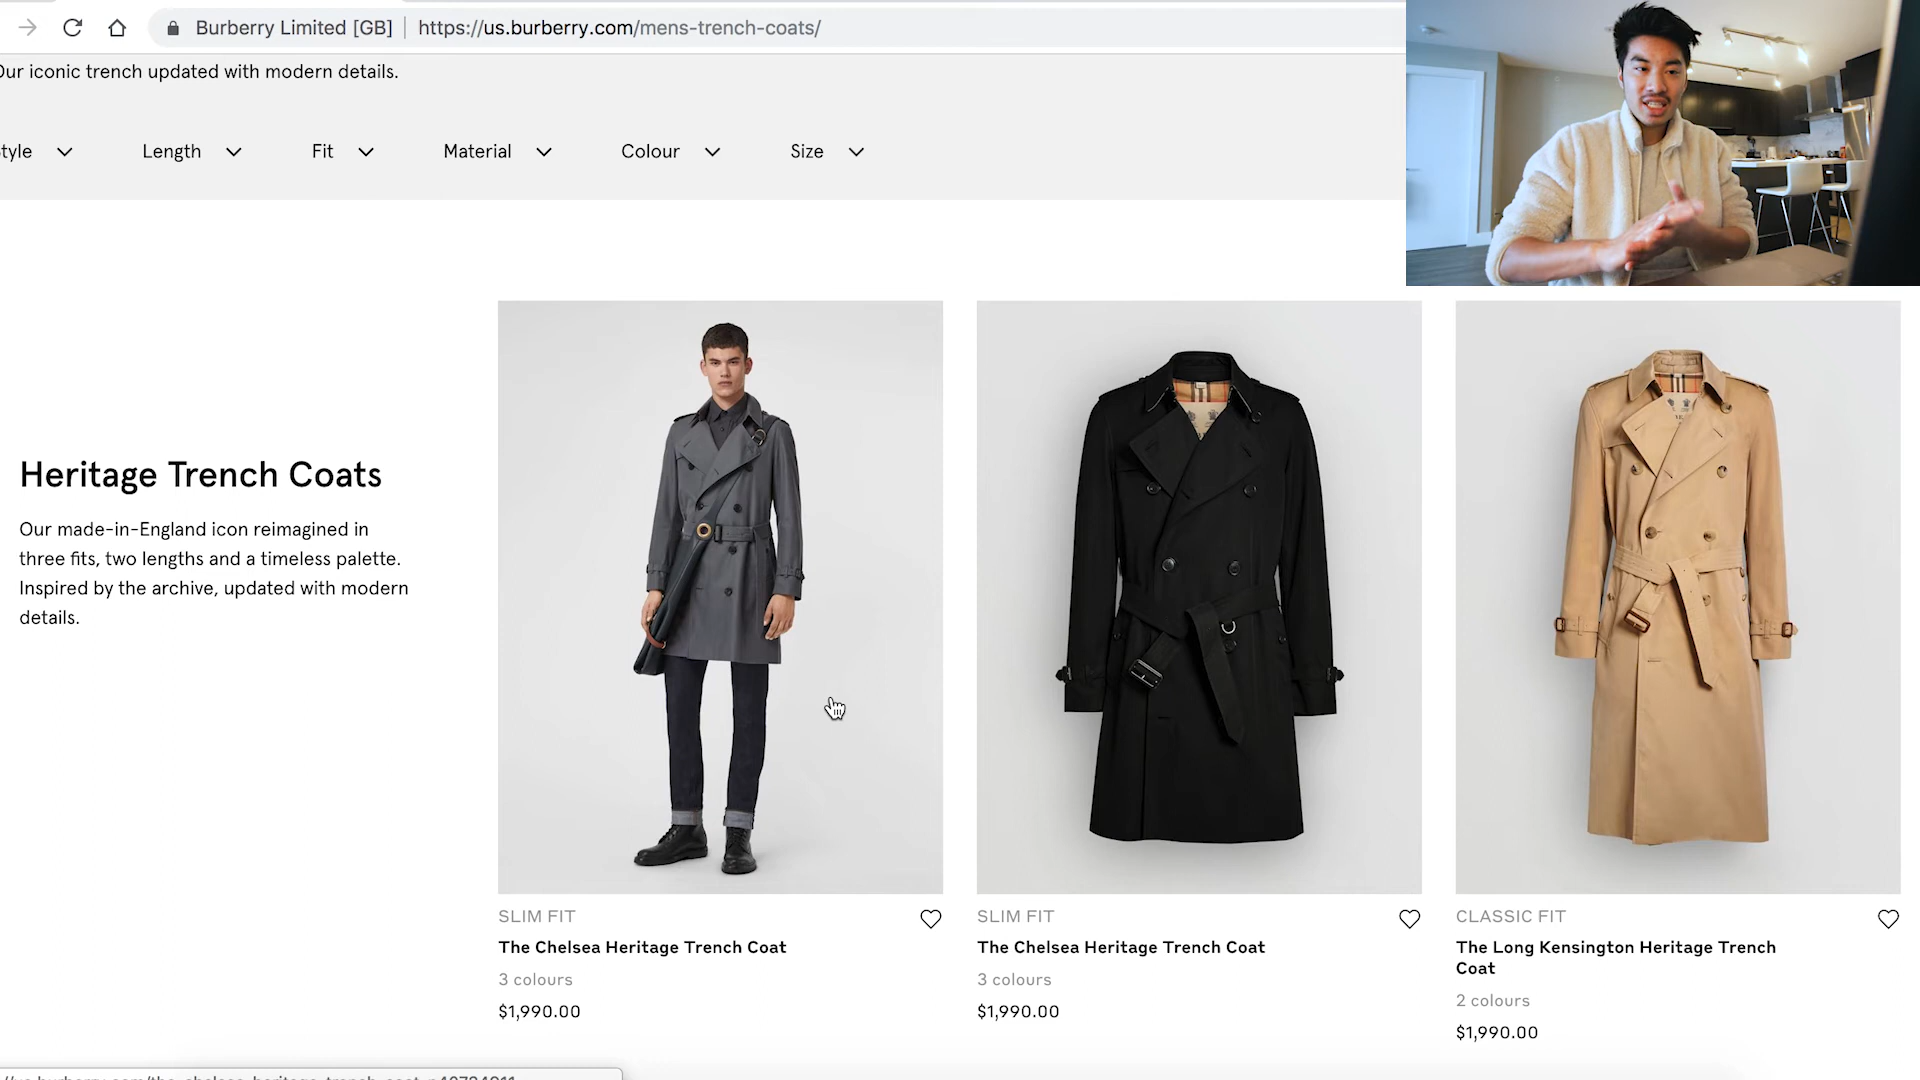 Burberry Limited [GB] https://us.burberry.com/mens-trench-coats/
Our iconic trench updated with modern details.
Style Length Fit Material Colour Size
Heritage Trench Coats
Our made-in-England icon reimagined in
three fits, two lengths and a timeless palette.
Inspired by the archive, updated with modern
details.
SLIM FIT
The Chelsea Heritage Trench Coat
3 colours
$1,990.00
SLIM FIT
The Chelsea Heritage Trench Coat
3 colours
$1,990.00
CLASSIC FIT
The Long Kensington Heritage Trench
Coat
2 colours
$1,990.00